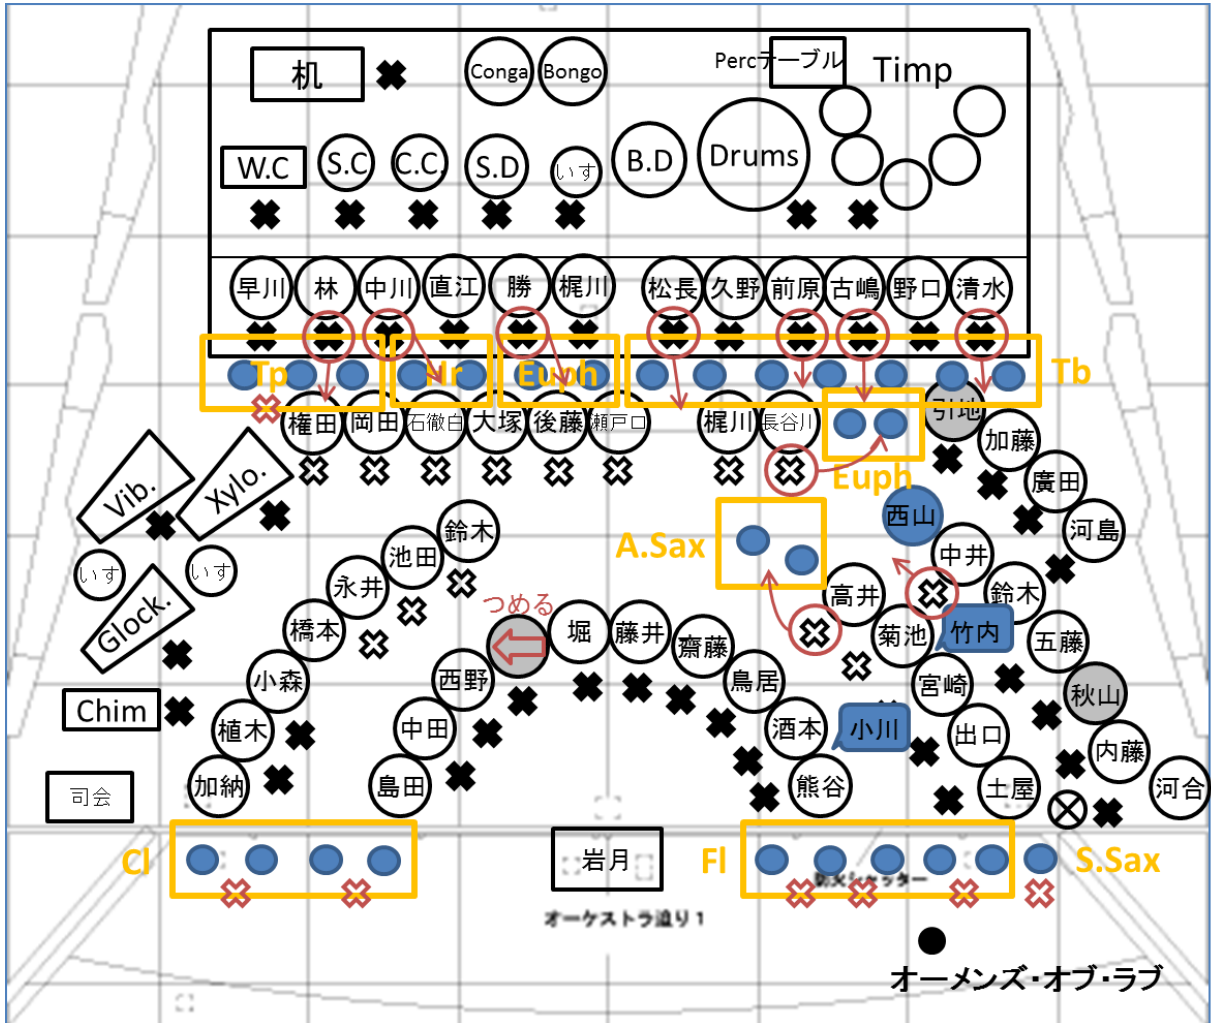 机
Conga
Bongo
Percテーブル
Timp
W.C
S.C
C.C.
S.D
いす
B.D
Drums
早川
林
中川
直江
勝
梶川
松長
久野
前原
古嶋
野口
清水
Tp
Hr
Euph
Tb
権田
岡田
石徹白
大塚
後藤
瀬戸口
梶川
長谷川
引地
加藤
Euph
廣田
河島
Vib.
Xylo.
西山
A.Sax
鈴木
池田
永井
橋本
小森
植木
加納
いす
いす
Glock.
Chim
司会
つめる
堀
藤井
齋藤
鳥居
酒本
熊谷
西野
中田
島田
中井
高井
鈴木
菊池
竹内
五藤
宮崎
秋山
小川
出口
内藤
土屋
河合
Cl
岩月
Fl
S.Sax
オーケストラ迫り1
オーメンズ・オブ・ラブ